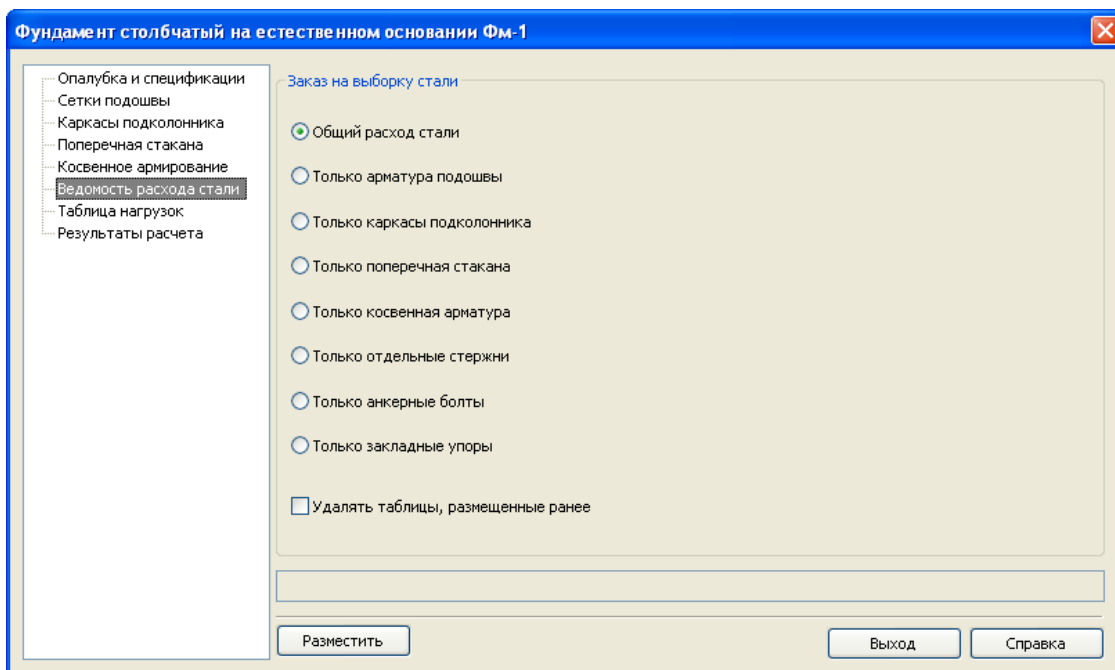 Фундамент столбчатый на естественном основании Фм-1
Опалубка и спецификации
Сетки подошвы
Каркасы подколонника
Поперечная стакана
Косвенное армирование
Ведомость расхода стали
Таблица нагрузок
Результаты расчета
Заказ на выборку стали
Общий расход стали
Только арматура подошвы
Только каркасы подколонника
Только поперечная стакана
Только косвенная арматура
Только отдельные стержни
Только анкерные болты
Только закладные упоры
Удалять таблицы, размещенные ранее
Разместить
Выход
Справка